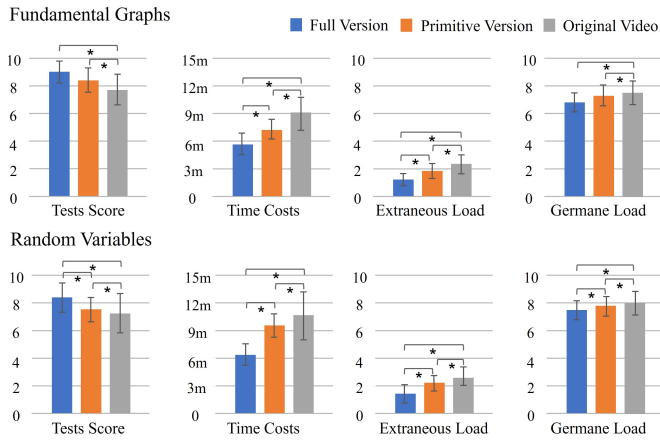 Fundamental Graphs
Full Version Primitive Version Original Video
10 15m 10 10
8 12m 8 8
6 9m 6 6
4 6m 4 4
2 3m 2 2
0 0 0 0
* * * * * * * * * *
Tests Score Time Costs Extraneous Load Germane Load
Random Variables
10 15m 10 10
8 12m 8 8
6 9m 6 6
4 6m 4 4
2 3m 2 2
0 0 0 0
* * * * * * * * * * * *
Tests Score Time Costs Extraneous Load Germane Load